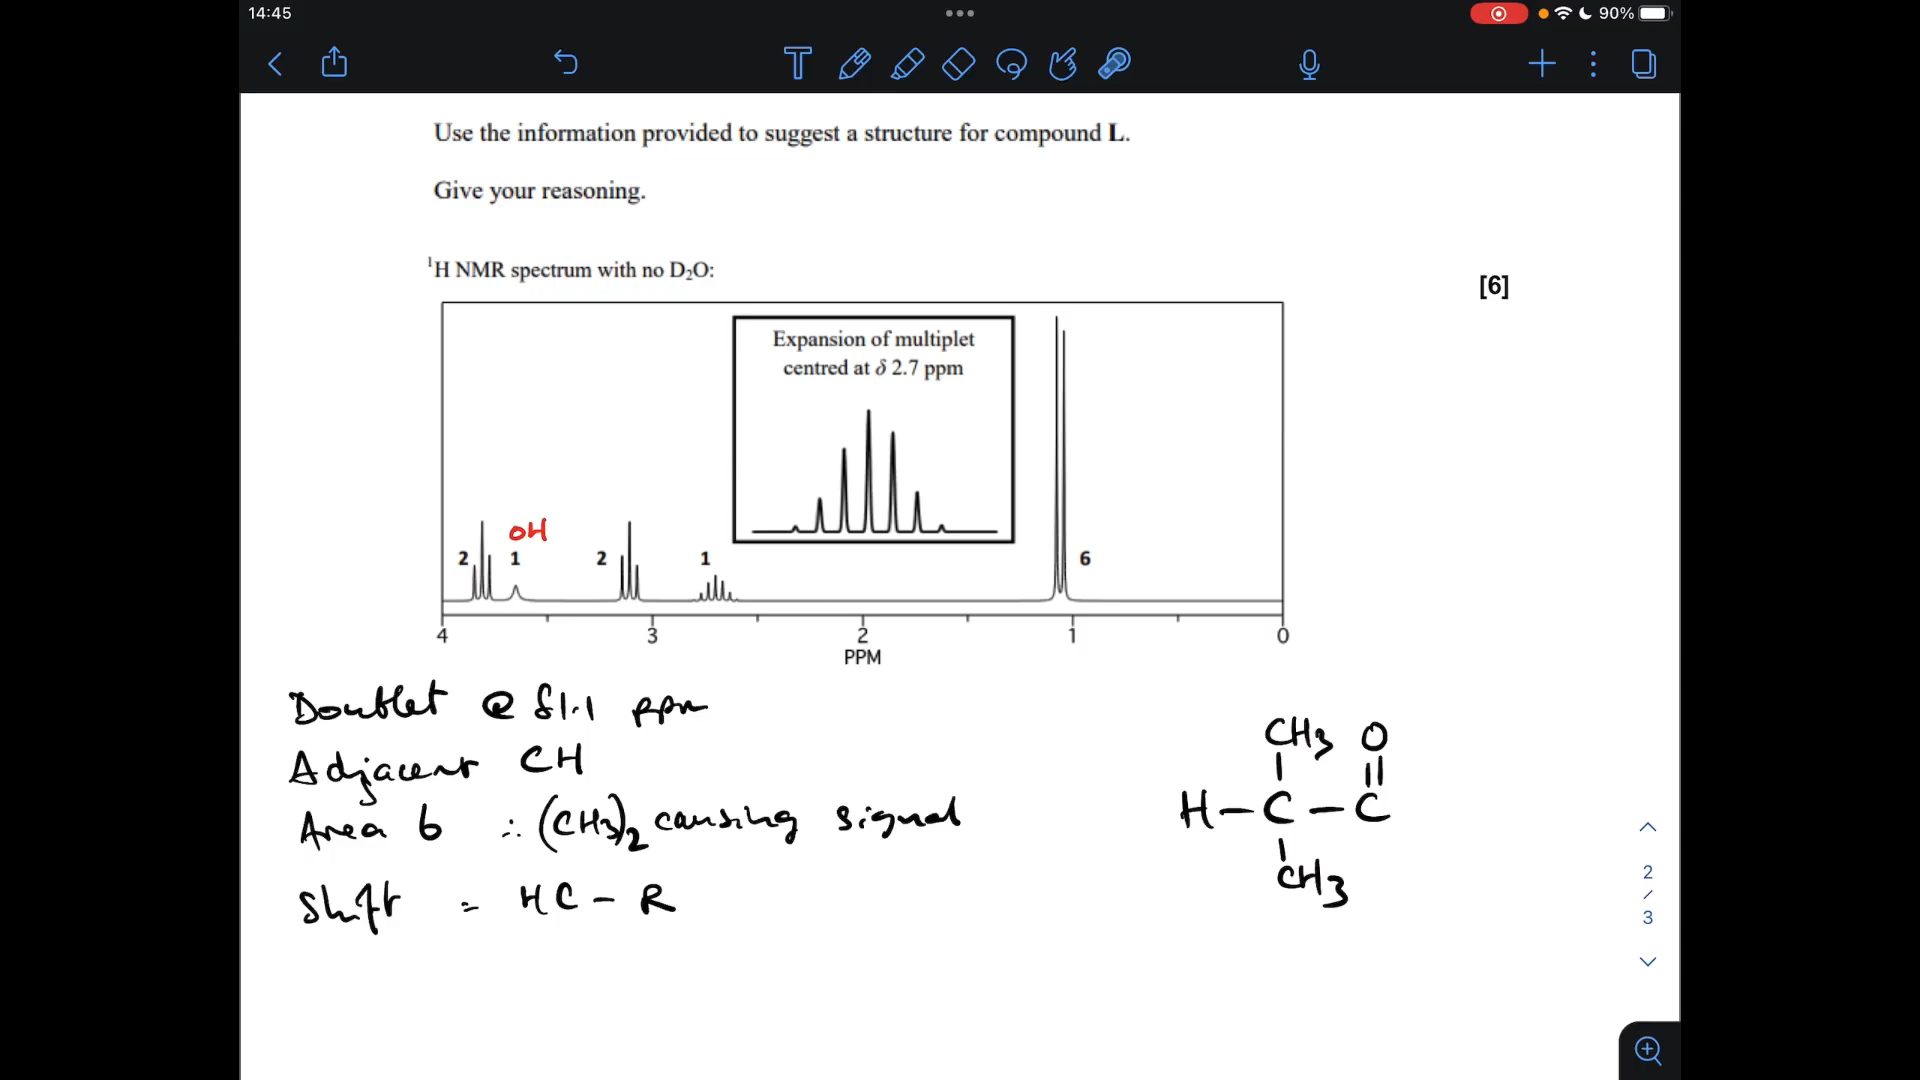 14:45
90%
Use the information provided to suggest a structure for compound L.
Give your reasoning.
¹H NMR spectrum with no D₂O:
[6]
Expansion of multiplet
centred at δ 2.7 ppm
OH
2 1 2 1 6
4 3 2 1 0
PPM
Doublet @ δ1.1 ppm
Adjacent CH
Area 6 ∴ (CH3)2 causing signal
Shift = HC - R
CH3 O
H - C - C
CH3
2
/
3